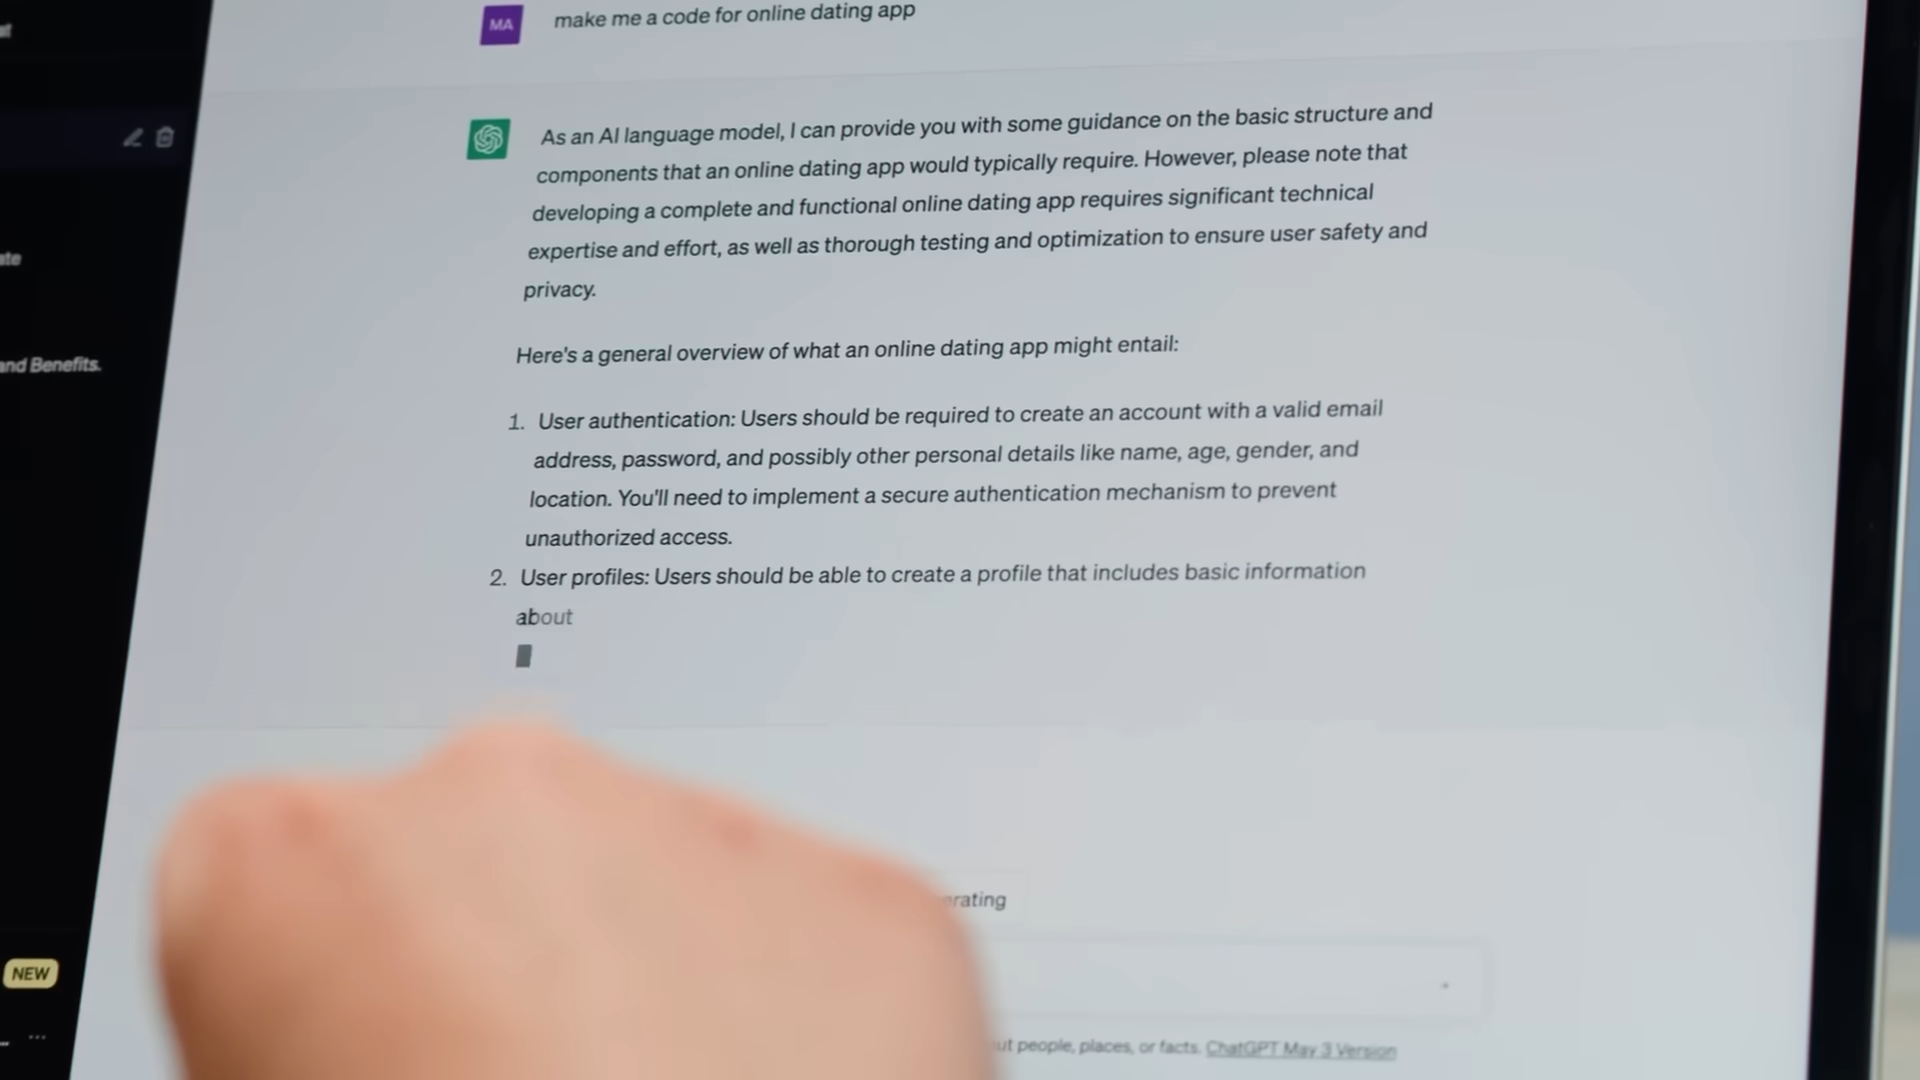 MA
make me a code for online dating app
As an AI language model, I can provide you with some guidance on the basic structure and
components that an online dating app would typically require. However, please note that
developing a complete and functional online dating app requires significant technical
expertise and effort, as well as thorough testing and optimization to ensure user safety and
privacy.
Here's a general overview of what an online dating app might entail:
1. User authentication: Users should be required to create an account with a valid email
address, password, and possibly other personal details like name, age, gender, and
location. You'll need to implement a secure authentication mechanism to prevent
unauthorized access.
2. User profiles: Users should be able to create a profile that includes basic information
about
and Benefits.
NEW
people, places, or facts. ChatGPT May 3 Version